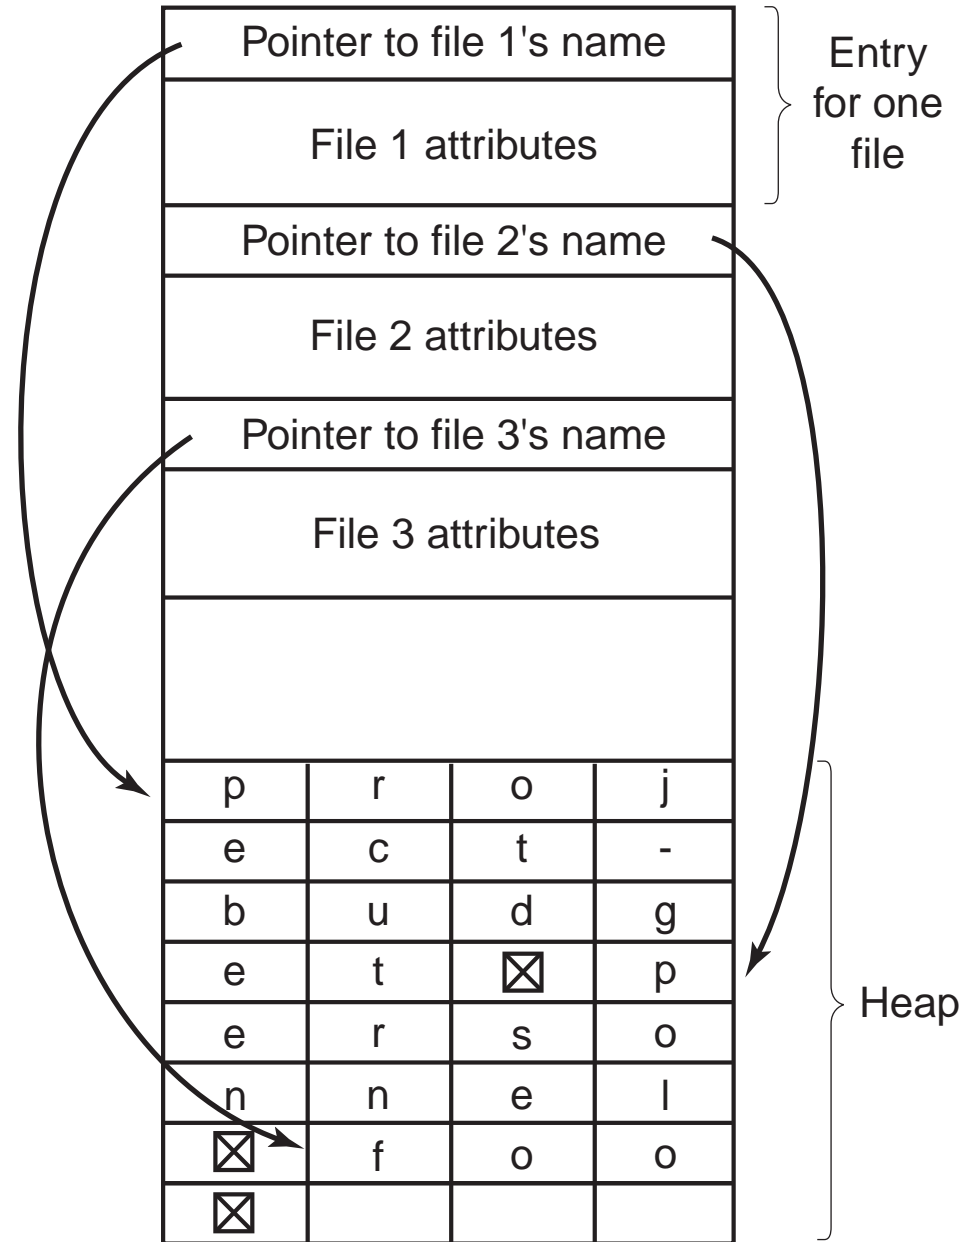 Pointer to file 1's name
File 1 attributes
Entry
for one
file
Pointer to file 2's name
File 2 attributes
Pointer to file 3's name
File 3 attributes
p r o j
e c t -
b u d g
e t ☒ p
e r s o
n n e l
☒ f o o
☒
Heap